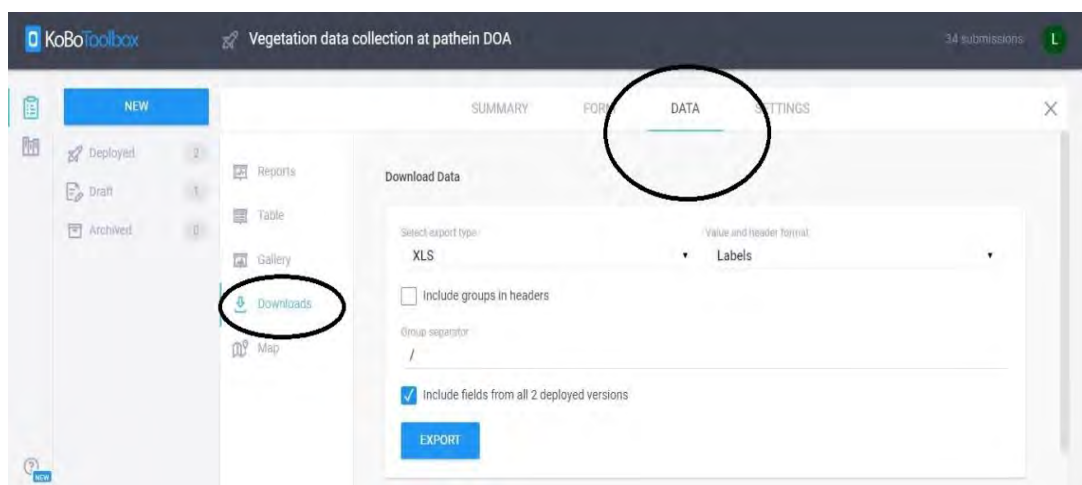 KoBoToolbox
Vegetation data collection at pathein DOA
34 submissions
L
NEW
SUMMARY
FORM
DATA
SETTINGS
Deployed 2
Draft 1
Archived 0
Reports
Table
Gallery
Downloads
Map
Download Data
Select export type
XLS
Value and header format
Labels
Include groups in headers
Group separator
/
Include fields from all 2 deployed versions
EXPORT
NEW